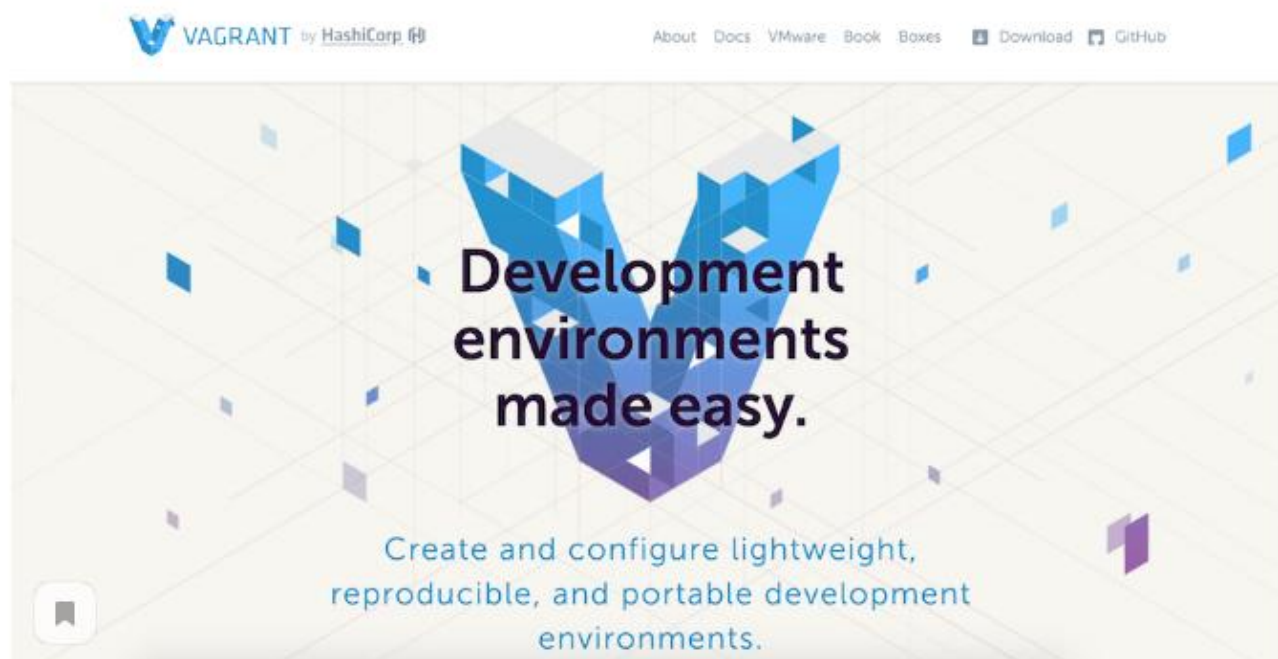 VAGRANT by HashiCorp
About Docs VMware Book Boxes Download GitHub
Development
environments
made easy.
Create and configure lightweight,
reproducible, and portable development
environments.